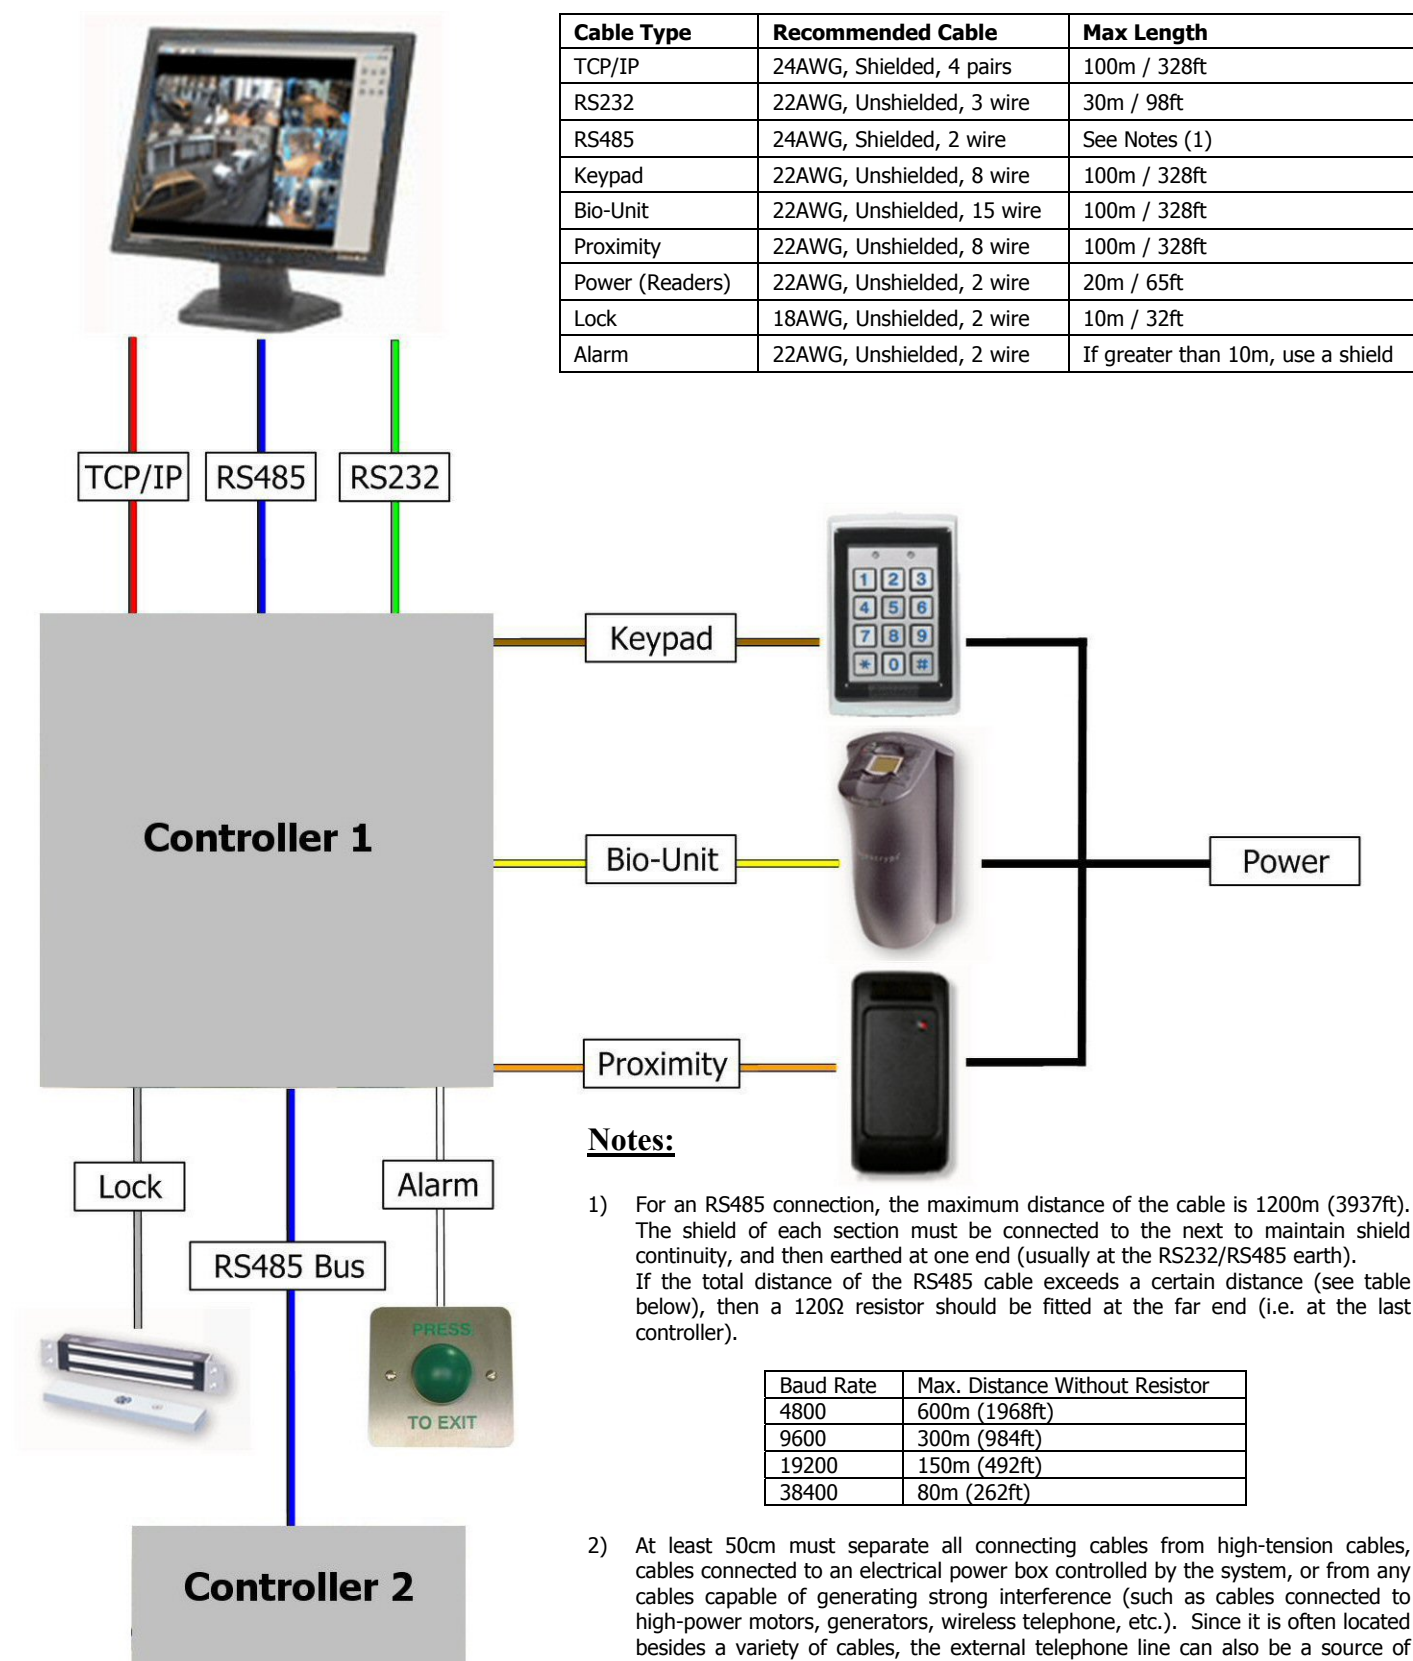 Cable Type Recommended Cable Max Length
TCP/IP 24AWG, Shielded, 4 pairs 100m / 328ft
RS232 22AWG, Unshielded, 3 wire 30m / 98ft
RS485 24AWG, Shielded, 2 wire See Notes (1)
Keypad 22AWG, Unshielded, 8 wire 100m / 328ft
Bio-Unit 22AWG, Unshielded, 15 wire 100m / 328ft
Proximity 22AWG, Unshielded, 8 wire 100m / 328ft
Power (Readers) 22AWG, Unshielded, 2 wire 20m / 65ft
Lock 18AWG, Unshielded, 2 wire 10m / 32ft
Alarm 22AWG, Unshielded, 2 wire If greater than 10m, use a shield
TCP/IP RS485 RS232
Keypad
1 2 3
4 5 6
7 8 9
* 0 #
Controller 1
Bio-Unit
Power
Proximity
Lock
Alarm
RS485 Bus
PRESS
TO EXIT
Controller 2
Notes:
1) For an RS485 connection, the maximum distance of the cable is 1200m (3937ft).
The shield of each section must be connected to the next to maintain shield
continuity, and then earthed at one end (usually at the RS232/RS485 earth).
If the total distance of the RS485 cable exceeds a certain distance (see table
below), then a 120Ω resistor should be fitted at the far end (i.e. at the last
controller).
Baud Rate Max. Distance Without Resistor
4800 600m (1968ft)
9600 300m (984ft)
19200 150m (492ft)
38400 80m (262ft)
2) At least 50cm must separate all connecting cables from high-tension cables,
cables connected to an electrical power box controlled by the system, or from any
cables capable of generating strong interference (such as cables connected to
high-power motors, generators, wireless telephone, etc.). Since it is often located
besides a variety of cables, the external telephone line can also be a source of